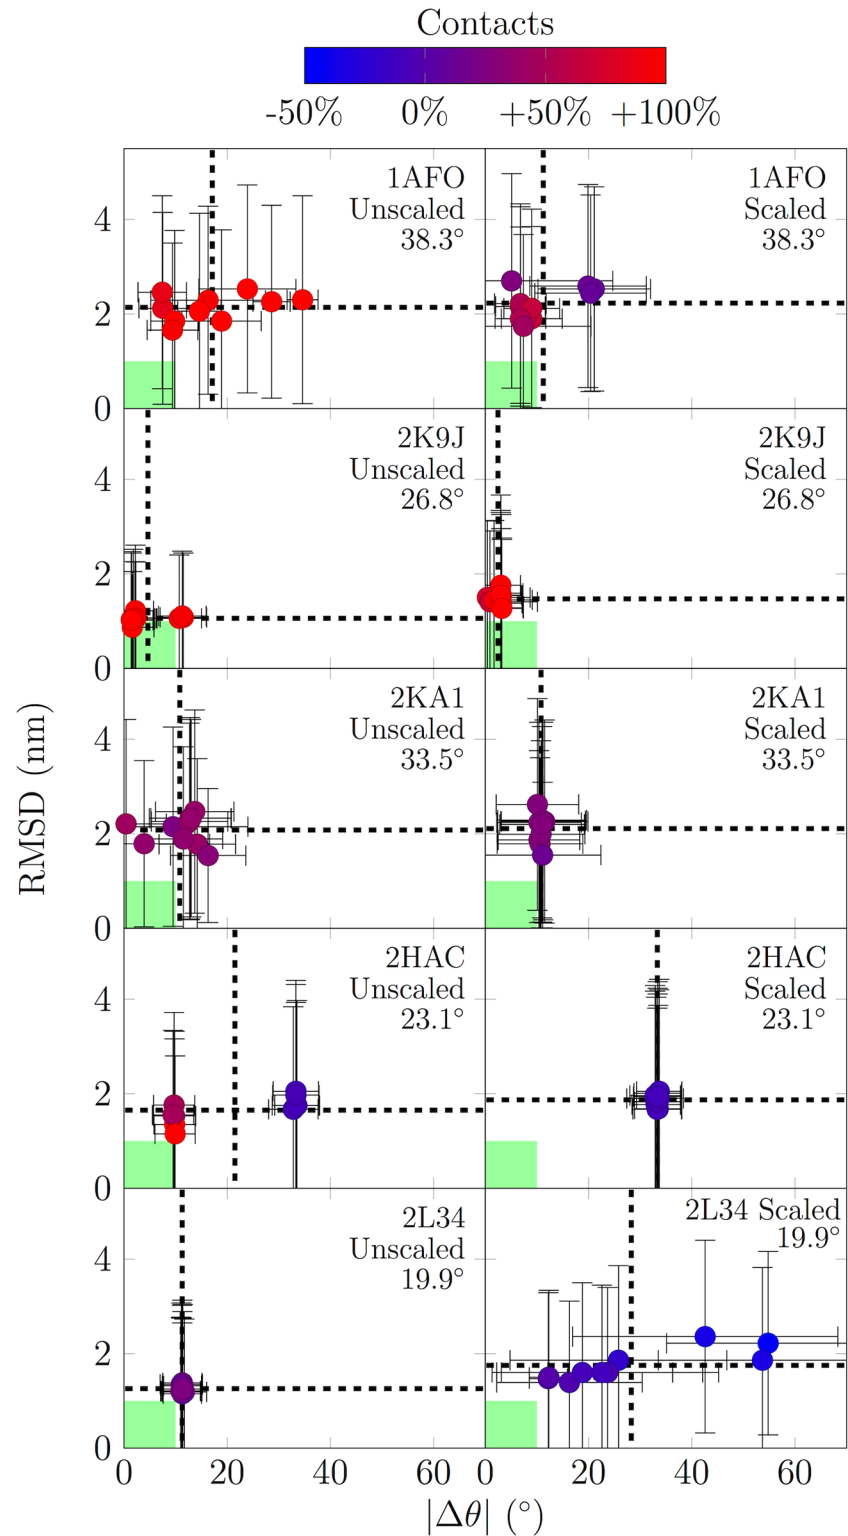 Contacts
-50% 0% +50% +100%
1AFO
Unscaled
38.3°
1AFO
Scaled
38.3°
4
2
0
2K9J
Unscaled
26.8°
2K9J
Scaled
26.8°
4
2
0
2KA1
Unscaled
33.5°
2KA1
Scaled
33.5°
4
2
0
2HAC
Unscaled
23.1°
2HAC
Scaled
23.1°
4
2
0
2L34
Unscaled
19.9°
2L34 Scaled
19.9°
4
2
0
RMSD (nm)
0 20 40 60 0 20 40 60
|Δθ| (°)